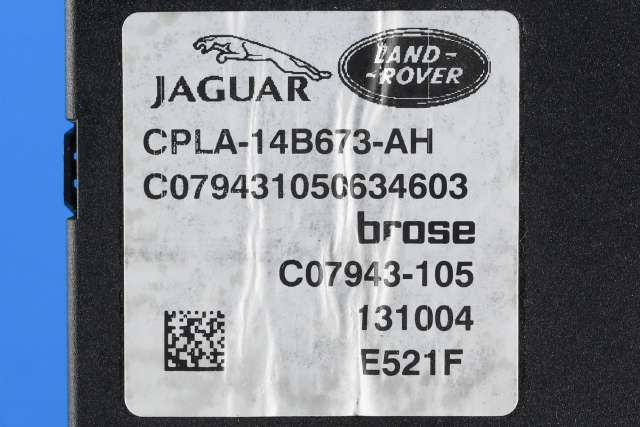 JAGUAR
LAND-
-ROVER
CPLA-14B673-AH
C079431050634603
brose
C07943-105
131004
E521F